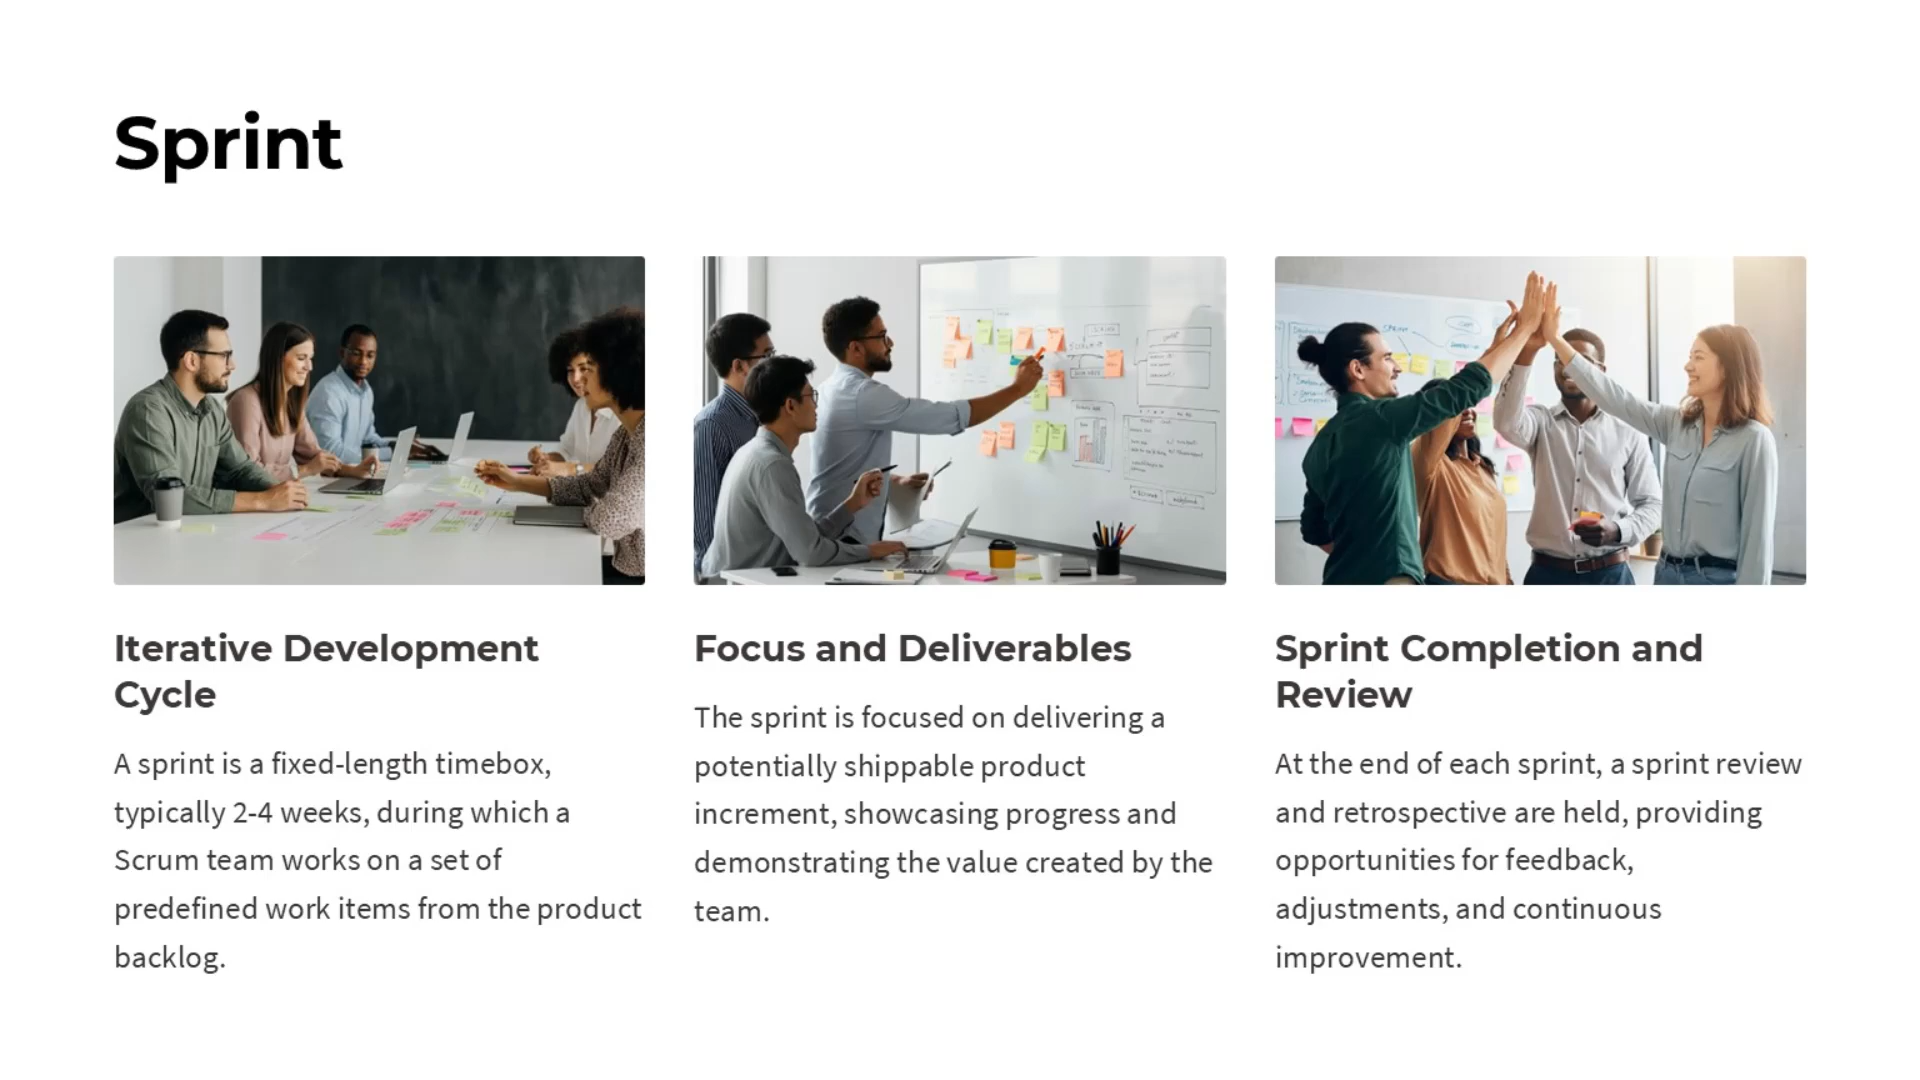 Sprint
Iterative Development
Cycle
A sprint is a fixed-length timebox,
typically 2-4 weeks, during which a
Scrum team works on a set of
predefined work items from the product
backlog.
Focus and Deliverables
The sprint is focused on delivering a
potentially shippable product
increment, showcasing progress and
demonstrating the value created by the
team.
Sprint Completion and
Review
At the end of each sprint, a sprint review
and retrospective are held, providing
opportunities for feedback,
adjustments, and continuous
improvement.